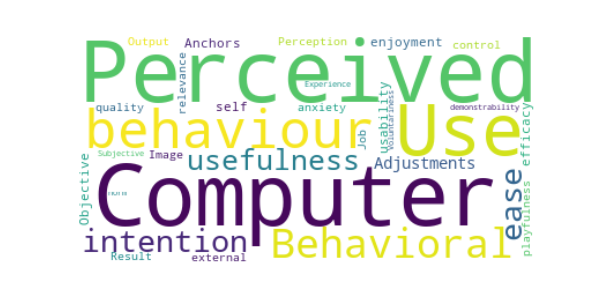 Output Anchors Perception enjoyment control
Perceived
relevance
Experience
quality self anxiety usability Voluntariness demonstrability
behaviour Job Use efficacy
Subjective Image usefulness Adjustments
Objective
Computer ease playfulness
intention Behavioral
Result external